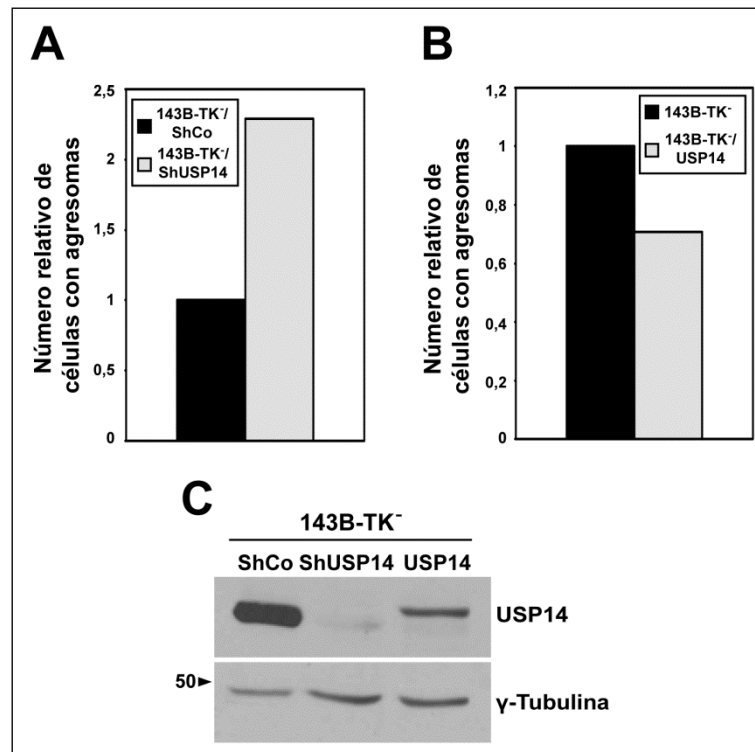 A
Número relativo de
células con agresomas
2,5
2
1,5
1
0,5
0
143B-TK⁻/
ShCo
143B-TK⁻/
ShUSP14
B
Número relativo de
células con agresomas
1,2
1
0,8
0,6
0,4
0,2
0
143B-TK⁻
143B-TK⁻/
USP14
C
143B-TK⁻
ShCo ShUSP14 USP14
USP14
50
γ-Tubulina